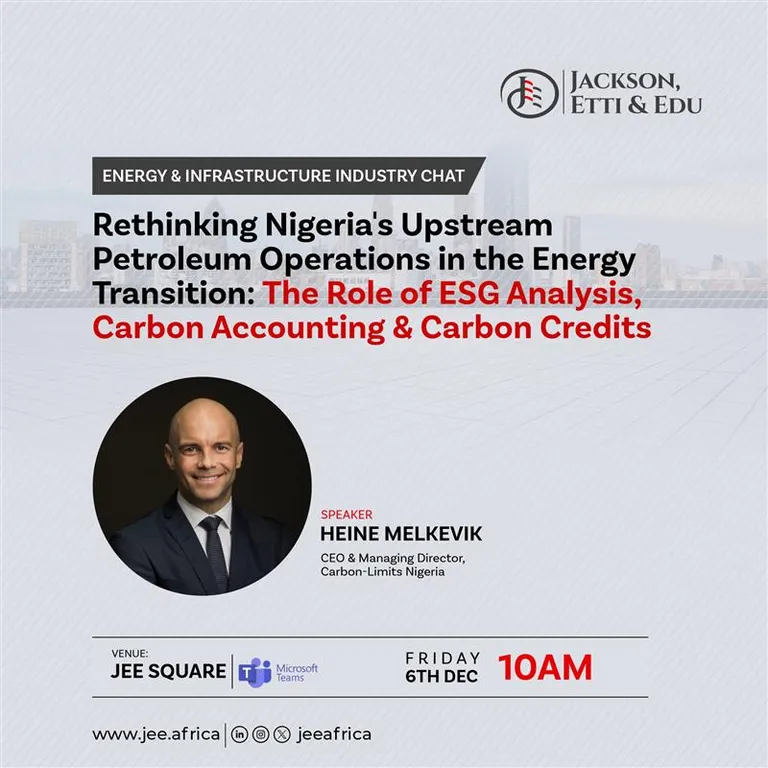 JACKSON,
ETTI & EDU
ENERGY & INFRASTRUCTURE INDUSTRY CHAT
Rethinking Nigeria's Upstream
Petroleum Operations in the Energy
Transition: The Role of ESG Analysis,
Carbon Accounting & Carbon Credits
SPEAKER
HEINE MELKEVIK
CEO & Managing Director,
Carbon-Limits Nigeria
VENUE:
JEE SQUARE
Microsoft
Teams
FRIDAY
6TH DEC
10AM
www.jee.africa
jeeafrica